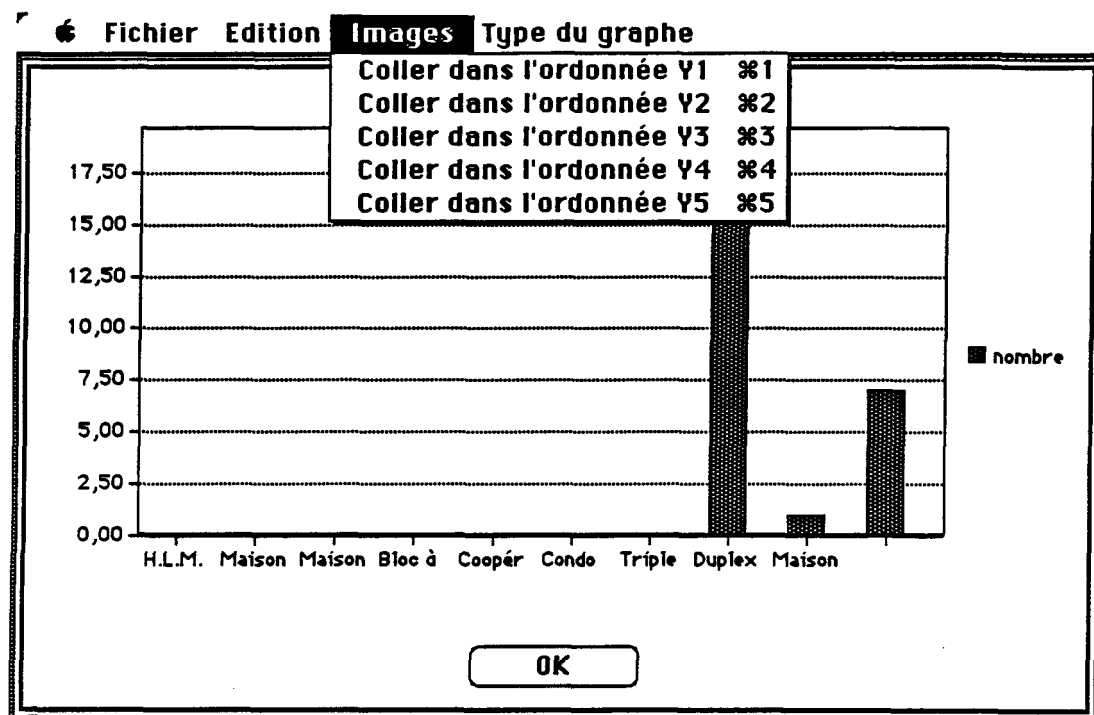 Fichier Edition Images Type du graphe
Coller dans l'ordonnée Y1 ⌘1
Coller dans l'ordonnée Y2 ⌘2
Coller dans l'ordonnée Y3 ⌘3
Coller dans l'ordonnée Y4 ⌘4
Coller dans l'ordonnée Y5 ⌘5
17,50
15,00
12,50
10,00
7,50
5,00
2,50
0,00
H.L.M. Maison Maison Bloc à Coopér Condo Triple Duplex Maison
nombre
OK